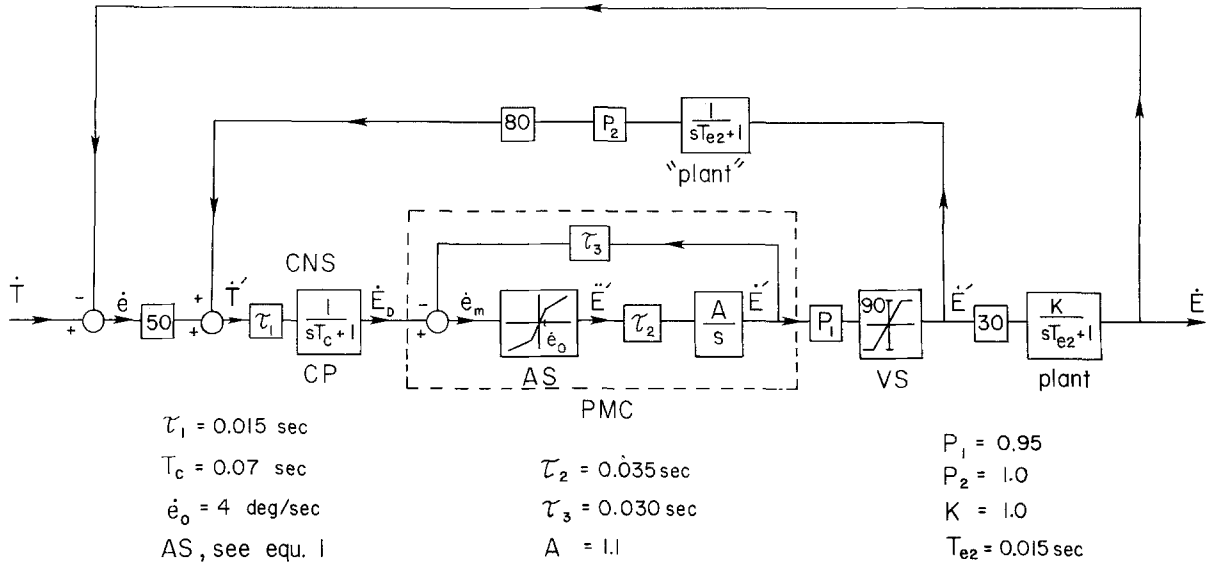 80
P₂
1
sTₑ₂+1
"plant"
τ₃
CNS
Ṫ
-
+
ė
50
+
+
Ṫ′
τ₁
1
sT_c+1
CP
Ė_D
-
+
ė_m
ė₀
AS
Ë′
τ₂
A
s
Ė′
PMC
P₁
90
VS
Ė′
30
K
sTₑ₂+1
plant
Ė
τ₁ = 0.015 sec
T_c = 0.07 sec
ė₀ = 4 deg/sec
AS, see equ. 1
τ₂ = 0.035 sec
τ₃ = 0.030 sec
A = 1.1
P₁ = 0.95
P₂ = 1.0
K = 1.0
Tₑ₂ = 0.015 sec